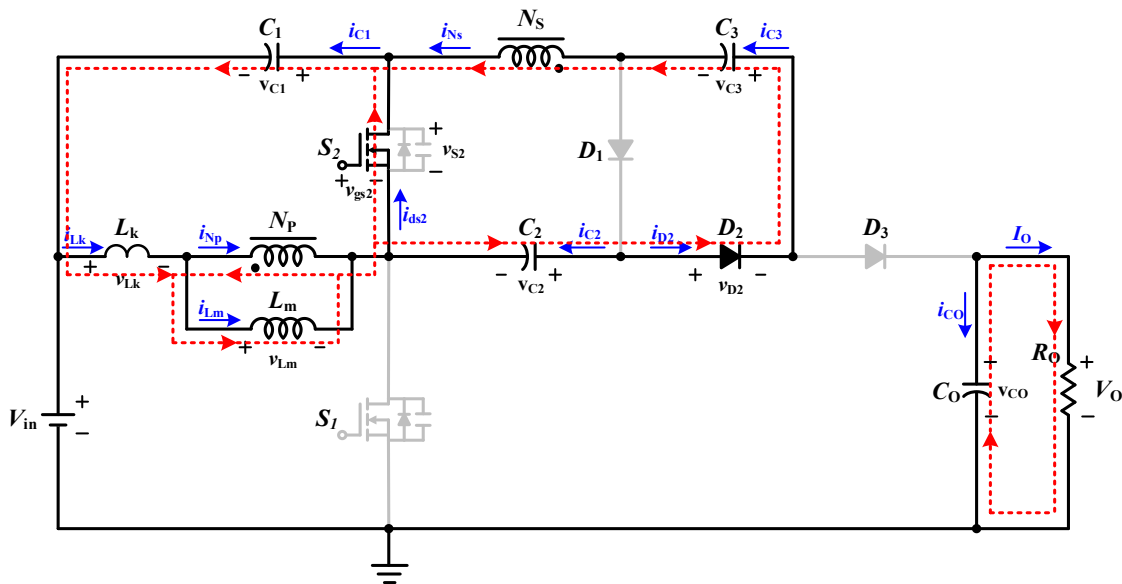 C1 iC1 iNs NS C3 iC3
− vC1 + − vC3 +
S2 + vS2 −
+ vgs2 −
D1
ids2
iLk Lk iNp NP C2 iC2 iD2 D2 D3 IO
+ vLk − − vC2 + + vD2 −
iLm Lm
+ vLm −
iCO
Vin + −
S1
CO + vCO −
RO + VO −